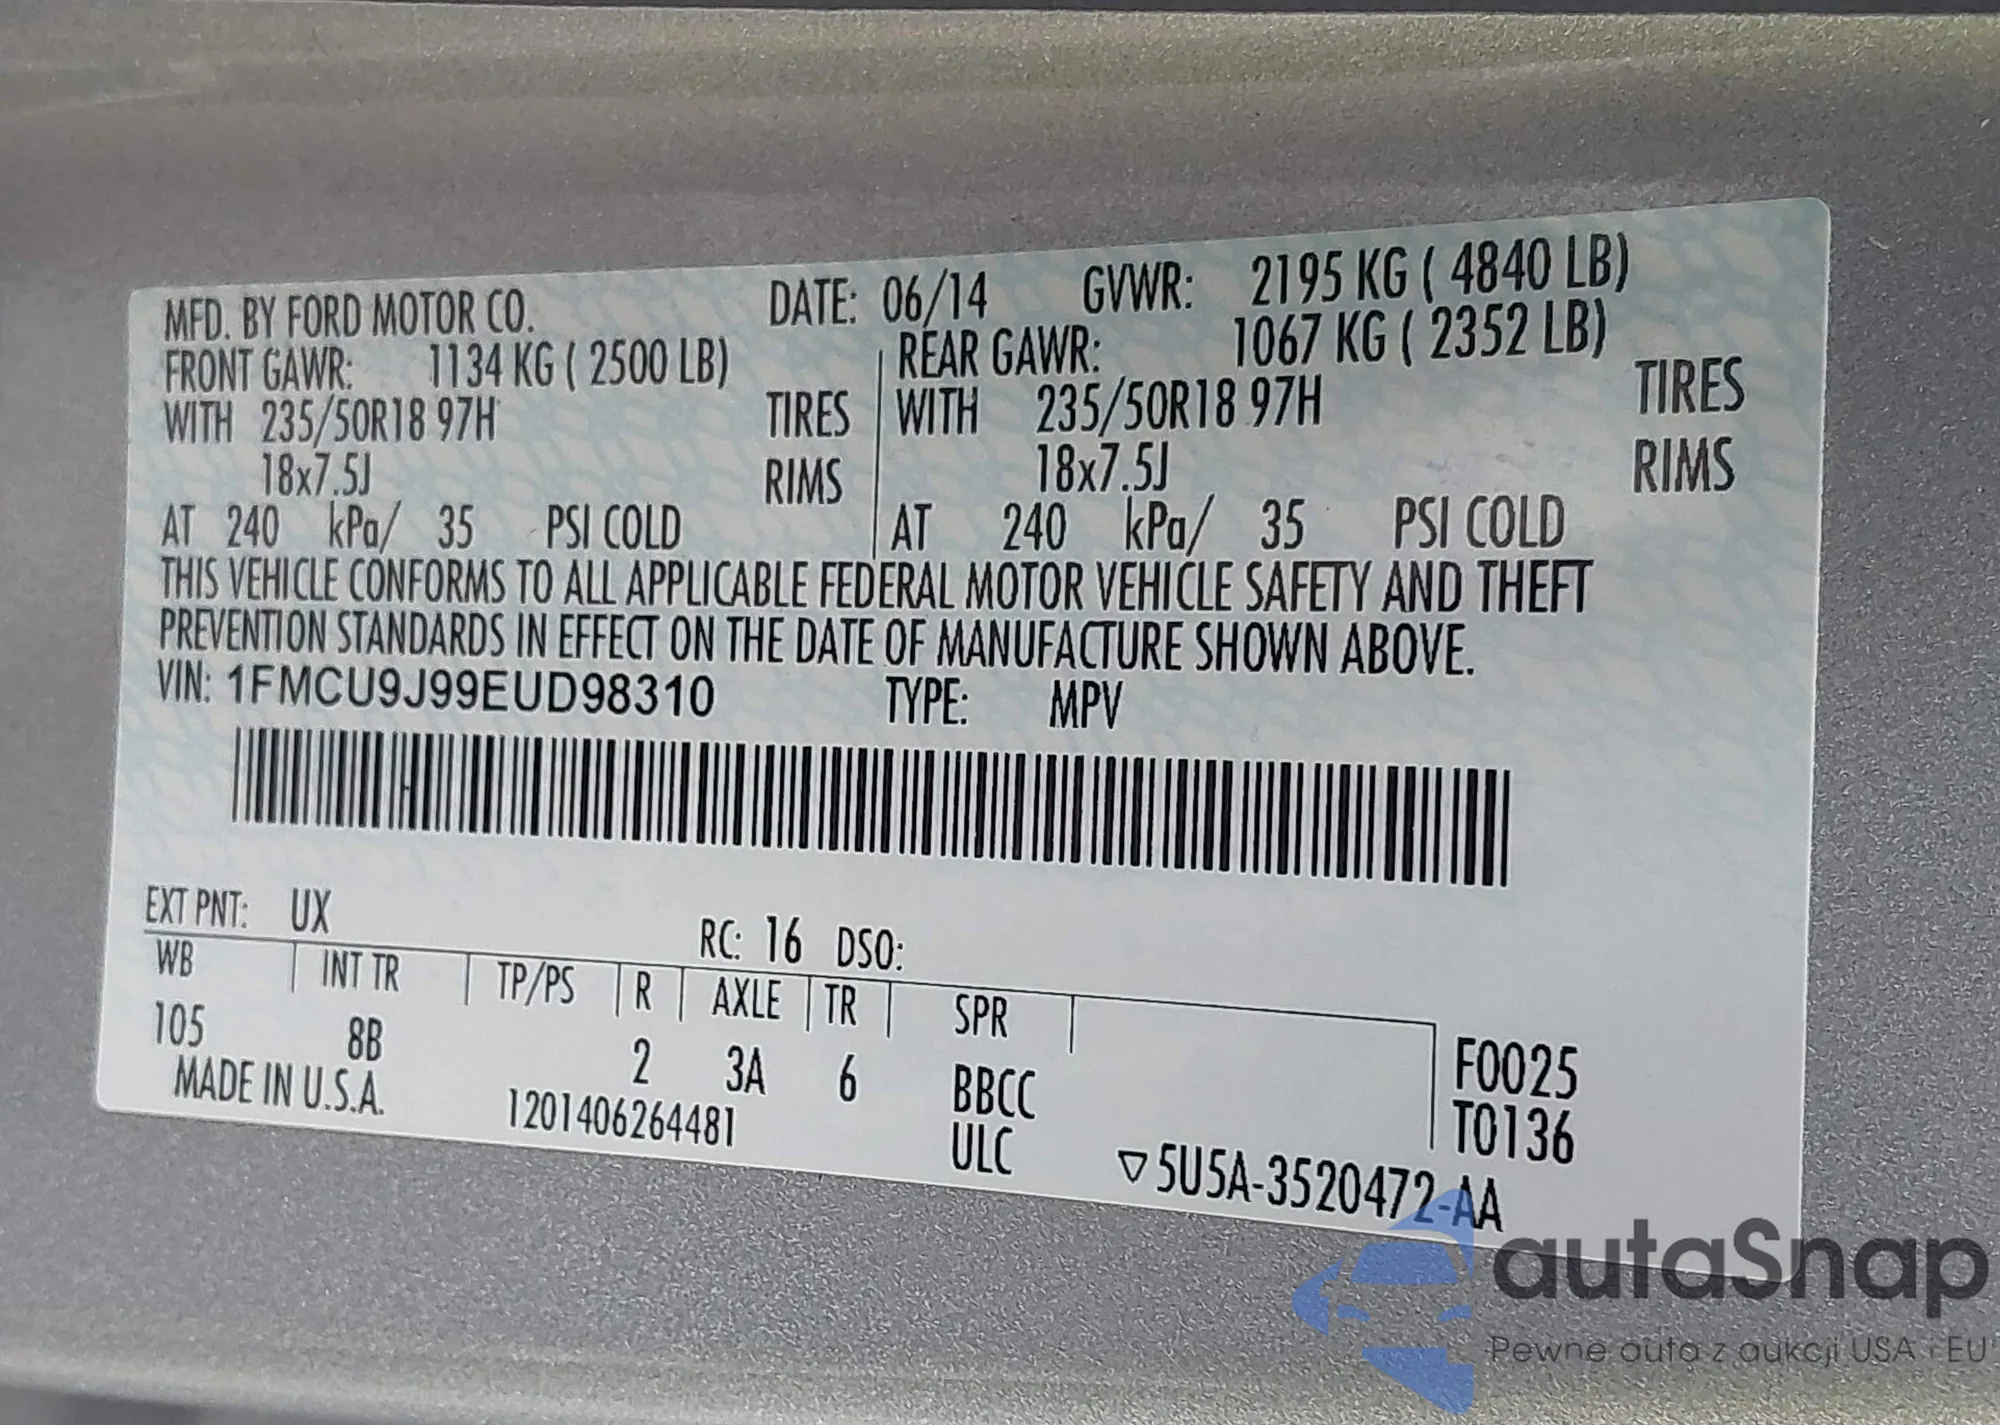 MFD. BY FORD MOTOR CO. DATE: 06/14 GVWR: 2195 KG ( 4840 LB)
FRONT GAWR: 1134 KG ( 2500 LB) REAR GAWR: 1067 KG ( 2352 LB)
WITH 235/50R18 97H TIRES WITH 235/50R18 97H TIRES
18x7.5J RIMS 18x7.5J RIMS
AT 240 kPa/ 35 PSI COLD AT 240 kPa/ 35 PSI COLD
THIS VEHICLE CONFORMS TO ALL APPLICABLE FEDERAL MOTOR VEHICLE SAFETY AND THEFT
PREVENTION STANDARDS IN EFFECT ON THE DATE OF MANUFACTURE SHOWN ABOVE.
VIN: 1FMCU9J99EUD98310 TYPE: MPV
EXT PNT: UX RC: 16 DSO:
WB INT TR TP/PS R AXLE TR SPR
105 8B 2 3A 6 BBCC F0025
MADE IN U.S.A. 1201406264481 ULC T0136
▽5U5A-3520472-AA
autaSnap
Pewne auta z aukcji USA i EU